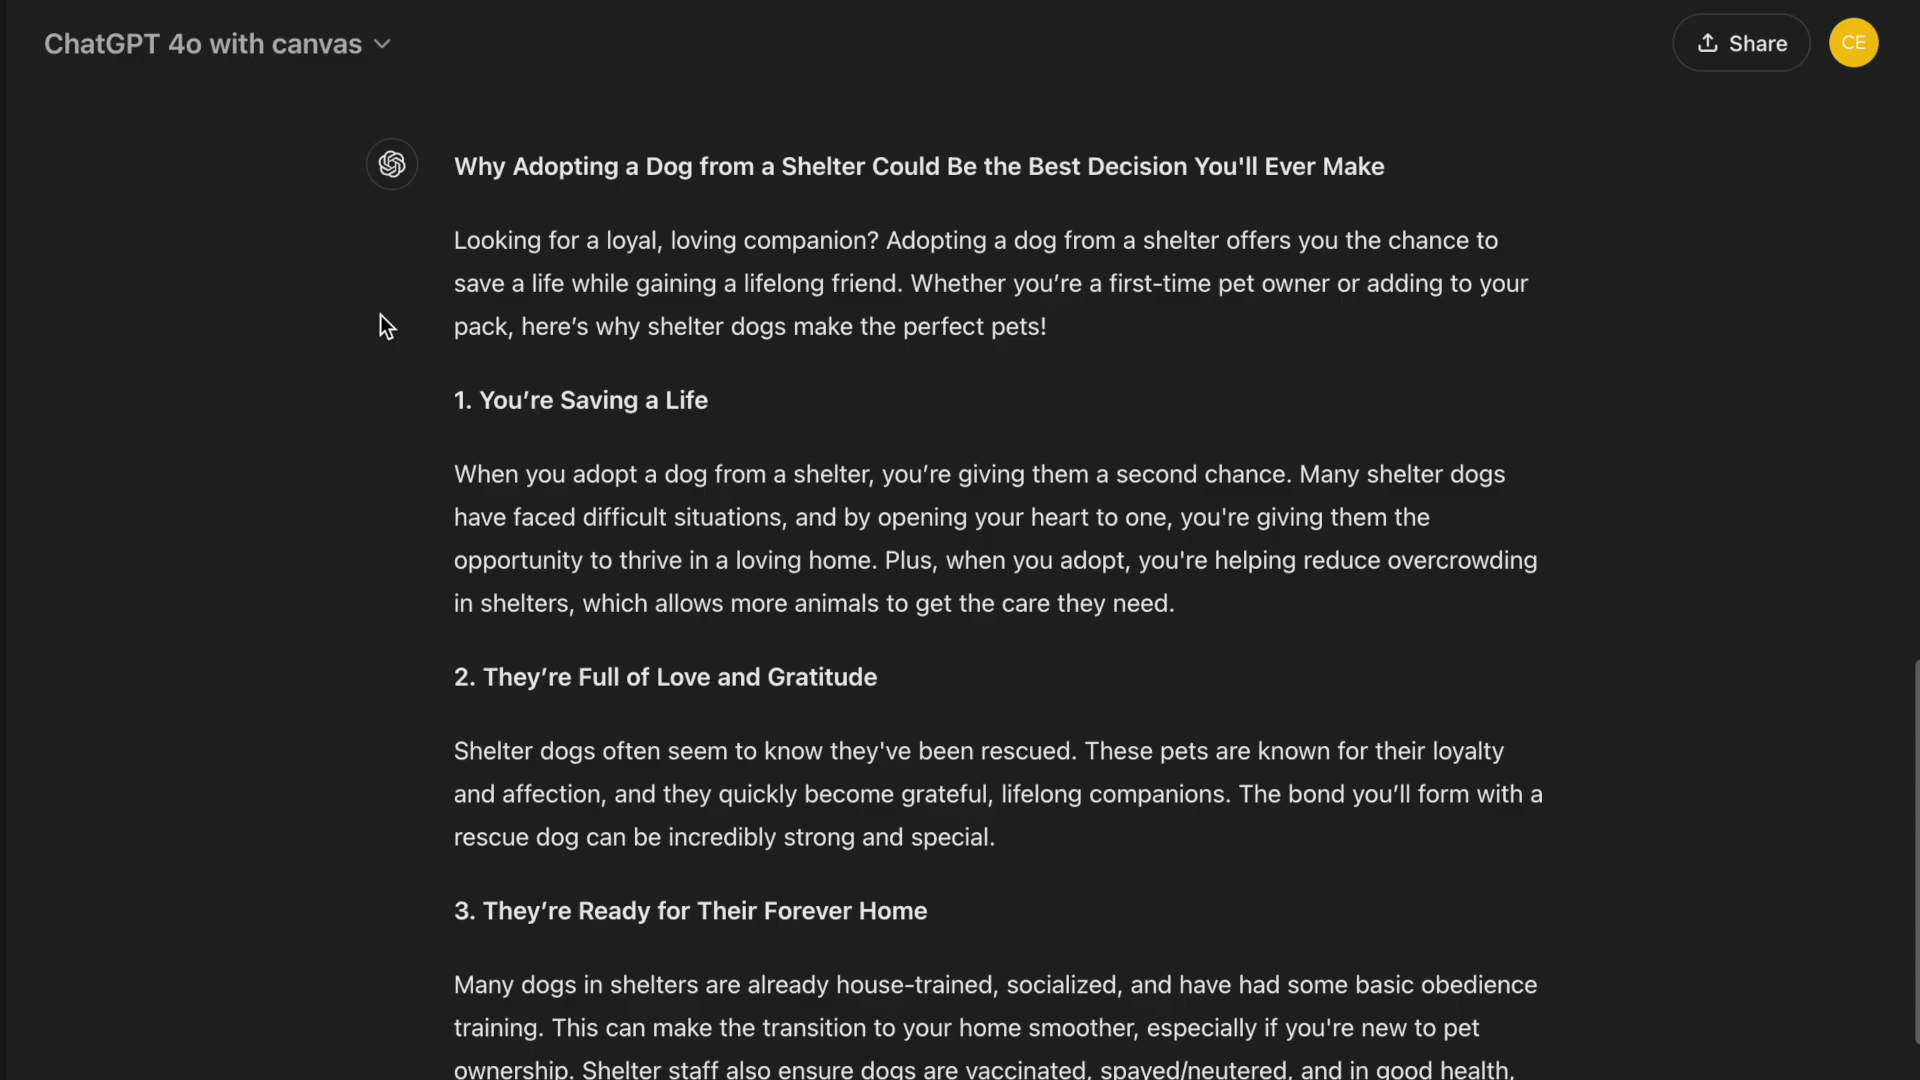 ChatGPT 4o with canvas
Share
CE
Why Adopting a Dog from a Shelter Could Be the Best Decision You'll Ever Make
Looking for a loyal, loving companion? Adopting a dog from a shelter offers you the chance to
save a life while gaining a lifelong friend. Whether you’re a first-time pet owner or adding to your
pack, here’s why shelter dogs make the perfect pets!
1. You’re Saving a Life
When you adopt a dog from a shelter, you’re giving them a second chance. Many shelter dogs
have faced difficult situations, and by opening your heart to one, you're giving them the
opportunity to thrive in a loving home. Plus, when you adopt, you're helping reduce overcrowding
in shelters, which allows more animals to get the care they need.
2. They’re Full of Love and Gratitude
Shelter dogs often seem to know they've been rescued. These pets are known for their loyalty
and affection, and they quickly become grateful, lifelong companions. The bond you’ll form with a
rescue dog can be incredibly strong and special.
3. They’re Ready for Their Forever Home
Many dogs in shelters are already house-trained, socialized, and have had some basic obedience
training. This can make the transition to your home smoother, especially if you're new to pet
ownership. Shelter staff also ensure dogs are vaccinated, spayed/neutered, and in good health,